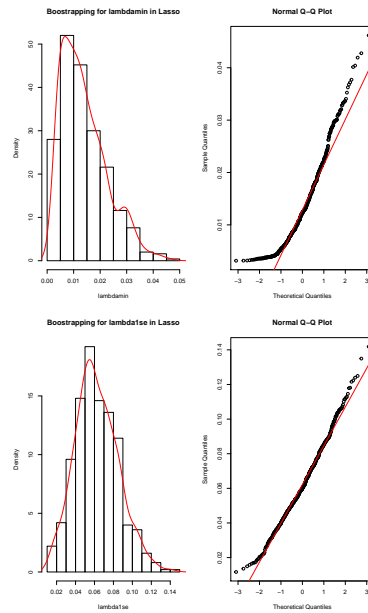 Boostrapping for lambdamin in Lasso
Density
0 10 20 30 40 50
0.00 0.01 0.02 0.03 0.04 0.05
lambdamin
Normal Q−Q Plot
Sample Quantiles
0.01 0.02 0.03 0.04
−3 −2 −1 0 1 2 3
Theoretical Quantiles
Boostrapping for lambda1se in Lasso
Density
0 5 10 15
0.02 0.04 0.06 0.08 0.10 0.12 0.14
lambda1se
Normal Q−Q Plot
Sample Quantiles
0.02 0.04 0.06 0.08 0.10 0.12 0.14
−3 −2 −1 0 1 2 3
Theoretical Quantiles